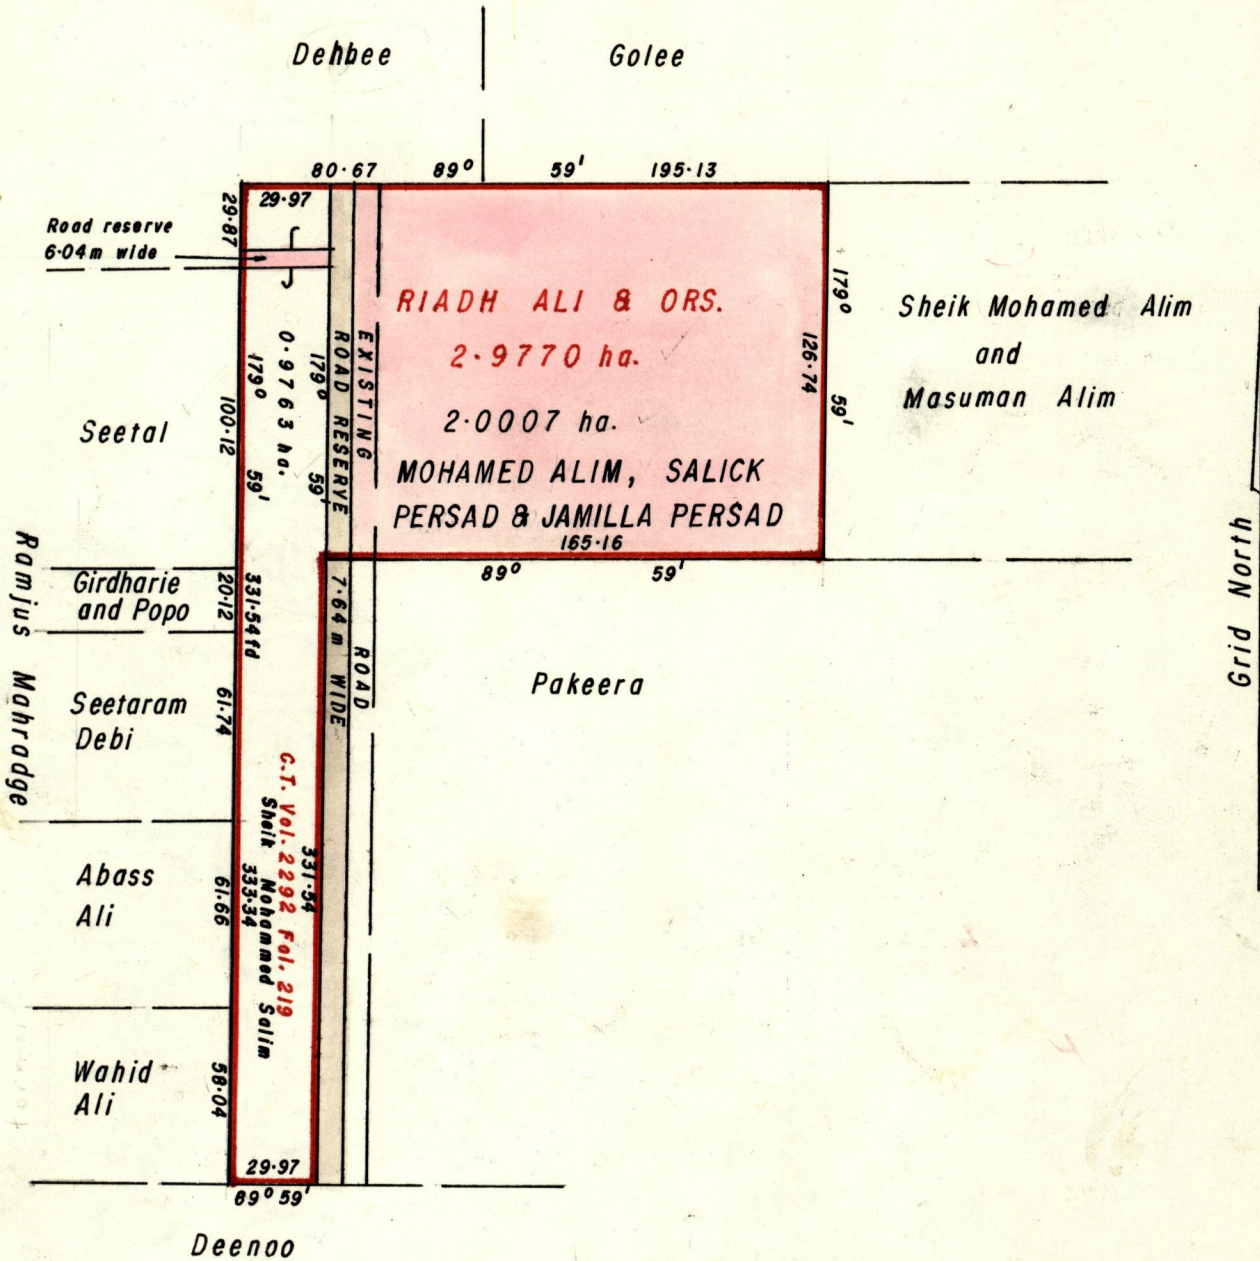 Dehbee
Golee
80·67 89° 59' 195·13
29·97
29·87
Road reserve
6·04m wide
RIADH ALI & ORS.
2·9770 ha.
2·0007 ha.
MOHAMED ALIM, SALICK
PERSAD & JAMILLA PERSAD
165·16
89° 59'
179° 59'
126·74
Sheik Mohamed Alim
and
Masuman Alim
EXISTING ROAD
ROAD RESERVE 7·64 m WIDE
179° 59'
0·9763 ha.
179° 59'
100·12
Seetal
Ramjus Mahradge
Girdharie
and Popo
20·12
331·54fd
Seetaram
Debi
61·74
Pakeera
Grid North
C.T. Vol. 2292 Fol. 219
Sheik Mohammed Salim
331·54
333·34
Abass
Ali
61·66
Wahid
Ali
58·04
29·97
89° 59'
Deenoo